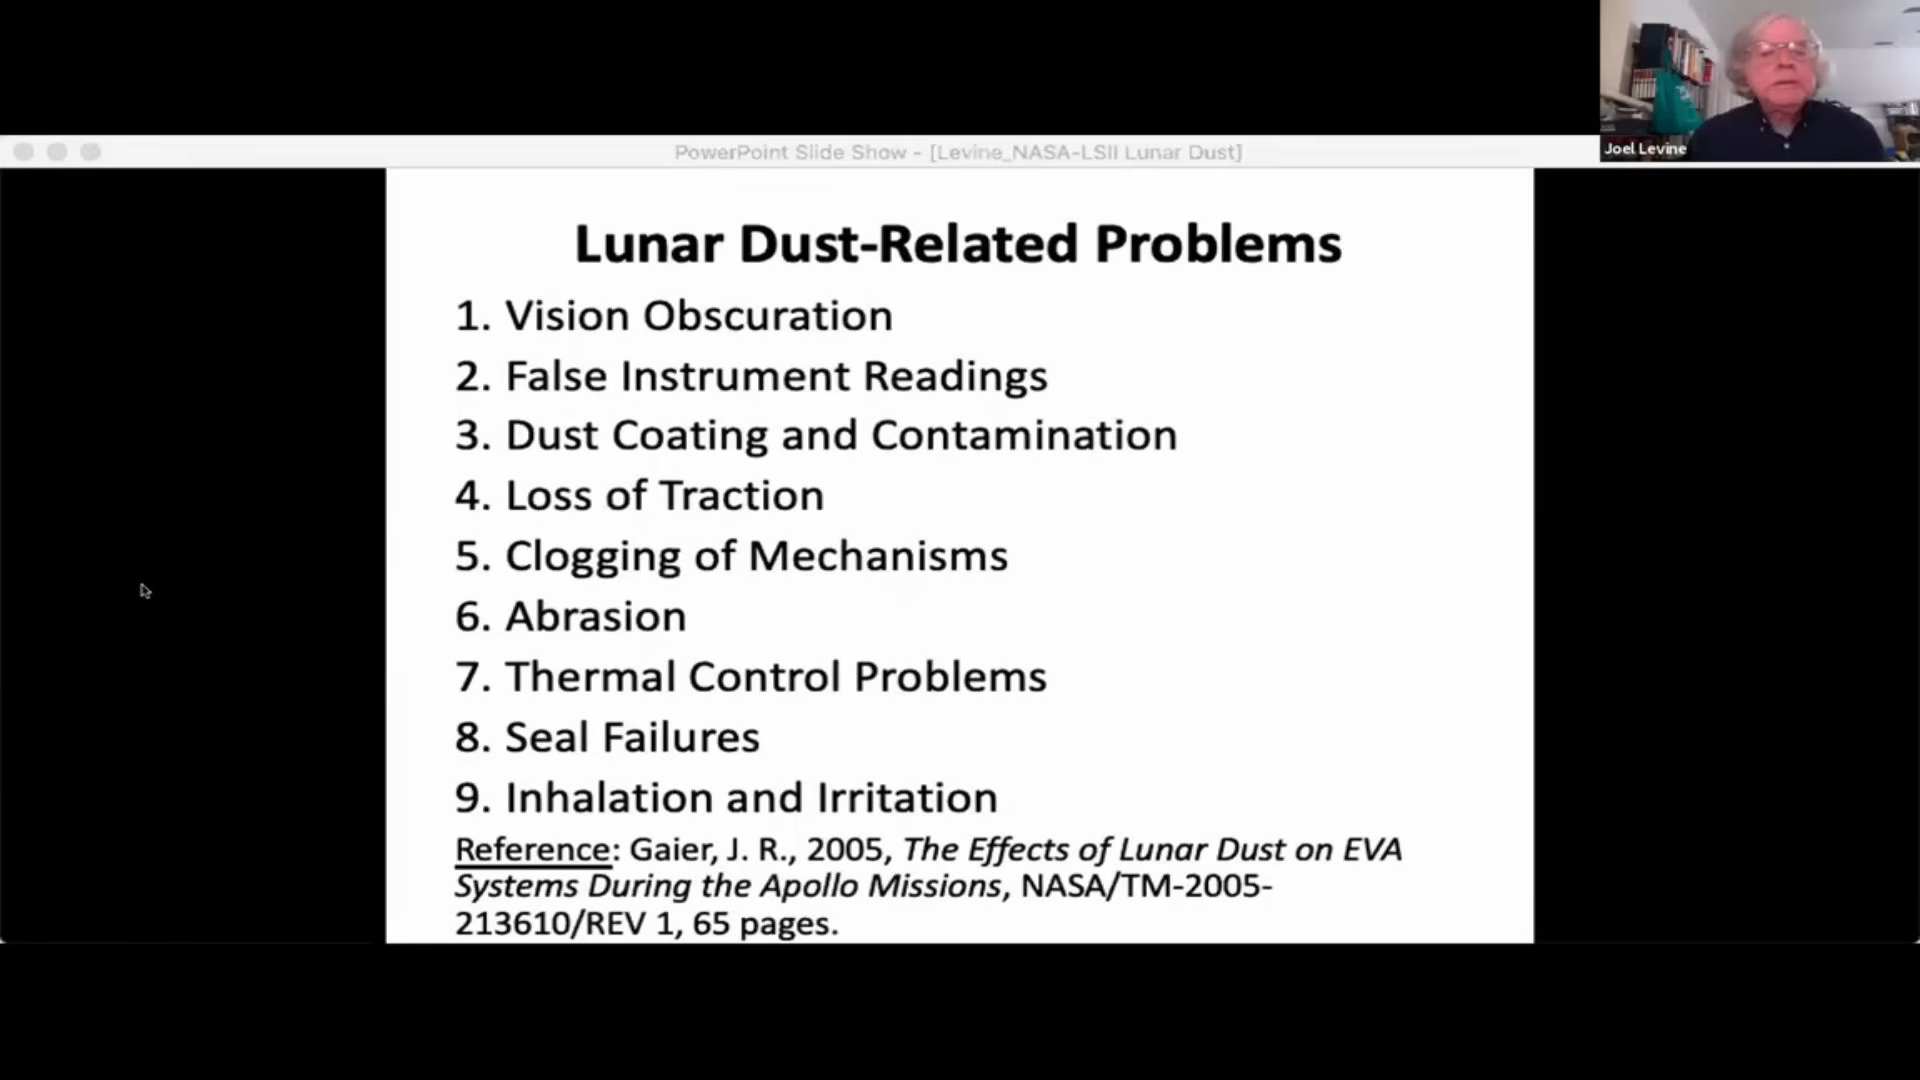 PowerPoint Slide Show - [Levine_NASA-LSII Lunar Dust]
Joel Levine
Lunar Dust-Related Problems
1. Vision Obscuration
2. False Instrument Readings
3. Dust Coating and Contamination
4. Loss of Traction
5. Clogging of Mechanisms
6. Abrasion
7. Thermal Control Problems
8. Seal Failures
9. Inhalation and Irritation
Reference: Gaier, J. R., 2005, The Effects of Lunar Dust on EVA
Systems During the Apollo Missions, NASA/TM-2005-
213610/REV 1, 65 pages.